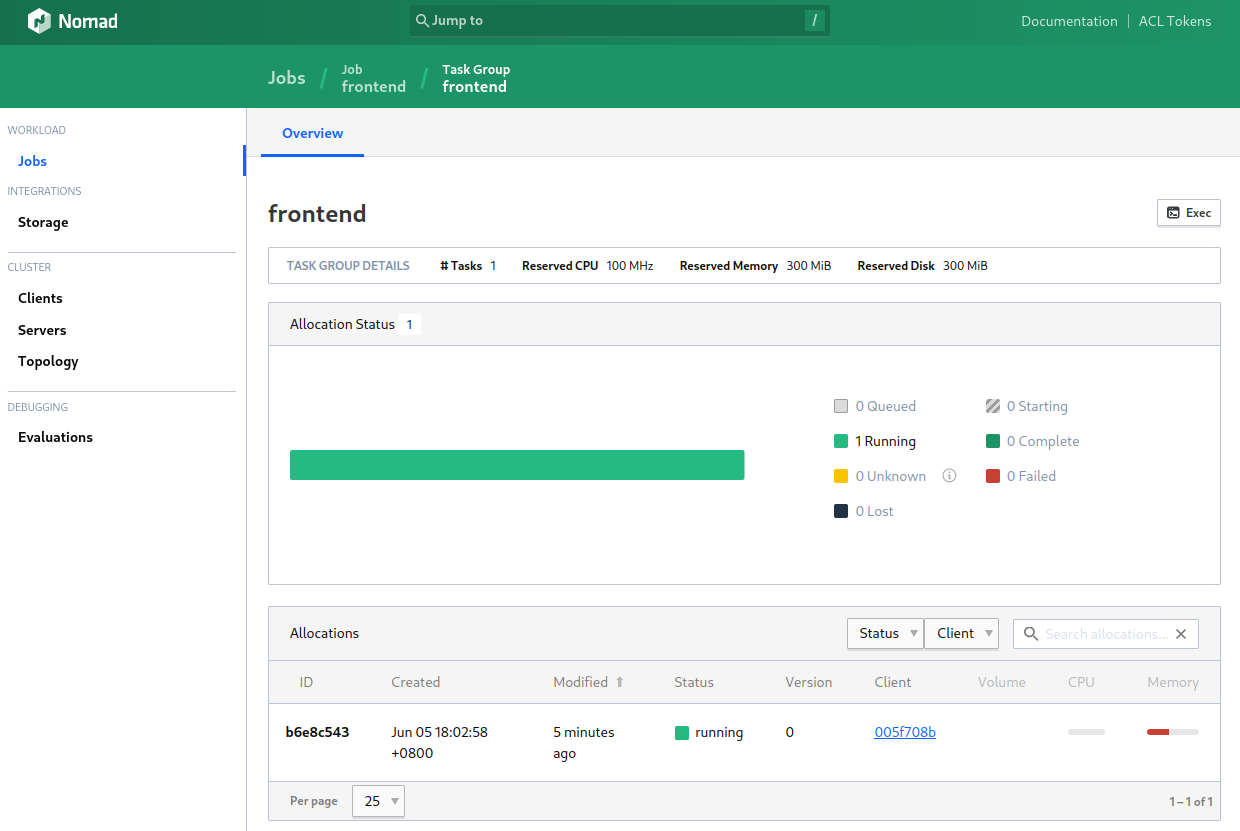 Nomad
Jump to
/
Documentation
ACL Tokens
Jobs / Job frontend / Task Group frontend
WORKLOAD
Jobs
INTEGRATIONS
Storage
CLUSTER
Clients
Servers
Topology
DEBUGGING
Evaluations
Overview
frontend
Exec
TASK GROUP DETAILS # Tasks 1 Reserved CPU 100 MHz Reserved Memory 300 MiB Reserved Disk 300 MiB
Allocation Status 1
0 Queued 0 Starting
1 Running 0 Complete
0 Unknown 0 Failed
0 Lost
Allocations Status Client Search allocations...
ID Created Modified Status Version Client Volume CPU Memory
b6e8c543 Jun 05 18:02:58 5 minutes running 0 005f708b
+0800 ago
Per page 25 1 – 1 of 1